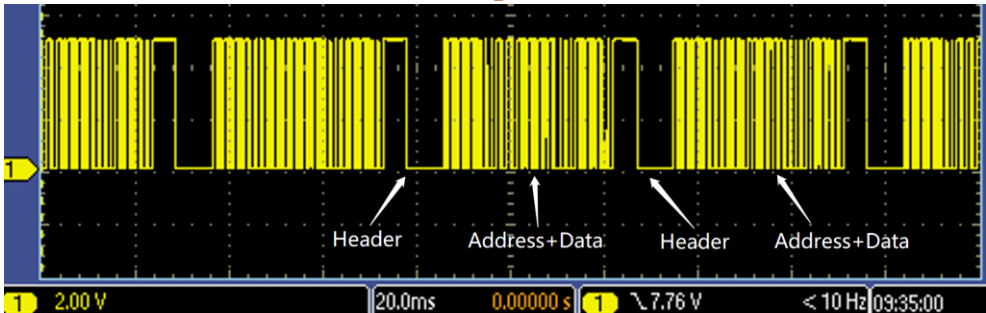 1
Header
Address+Data
Header
Address+Data
1 2.00 V 20.0ms 0.00000 s 1 7.76 V < 10 Hz 09:35:00